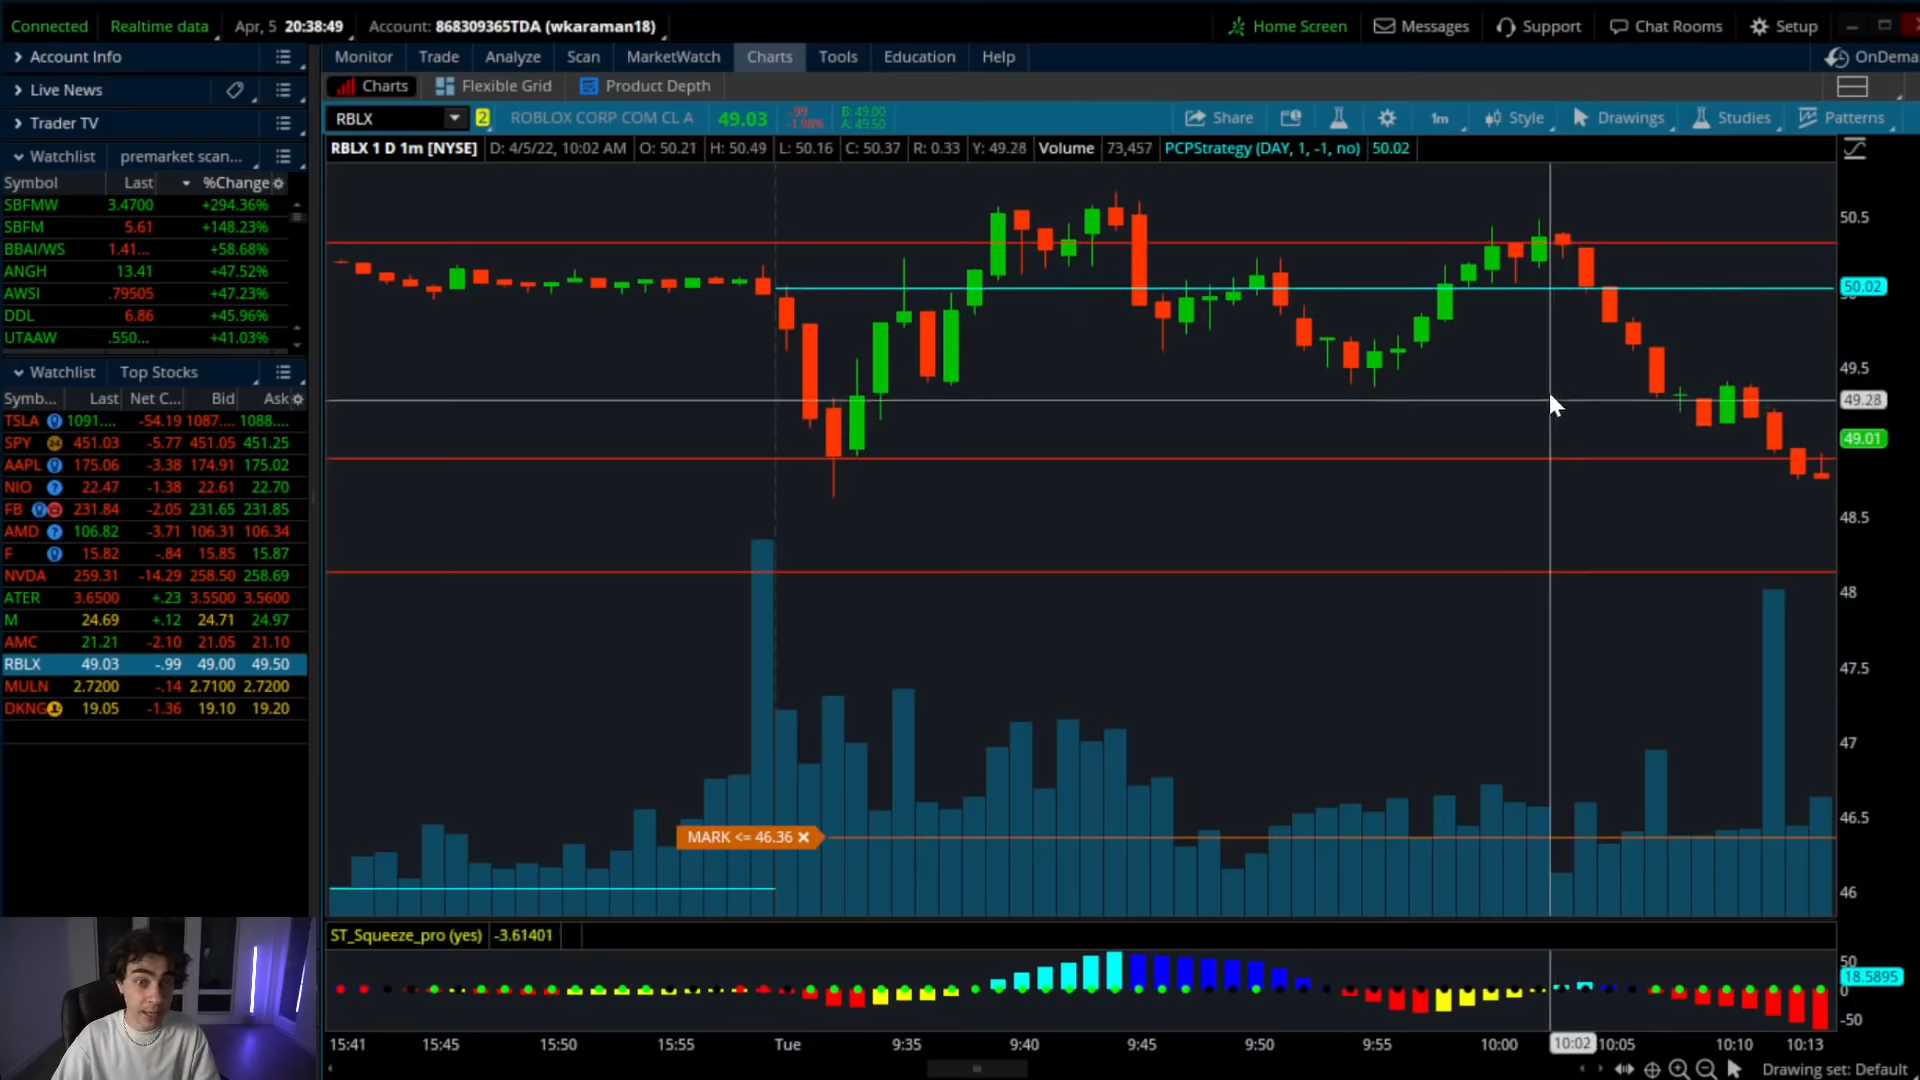 Connected Realtime data Apr, 5 20:38:49 Account: 868309365TDA (wkaraman18) Home Screen Messages Support Chat Rooms Setup
Account Info Monitor Trade Analyze Scan MarketWatch Charts Tools Education Help OnDema
Live News Charts Flexible Grid Product Depth
Trader TV RBLX 2 ROBLOX CORP COM CL A 49.03 -.99 -1.98% B: 49.00 A: 49.50 Share 1m Style Drawings Studies Patterns
Watchlist premarket scan... RBLX 1 D 1m [NYSE] D: 4/5/22, 10:02 AM O: 50.21 H: 50.49 L: 50.16 C: 50.37 R: 0.33 Y: 49.28 Volume 73,457 PCPStrategy (DAY, 1, -1, no) 50.02
Symbol Last %Change
SBFMW 3.4700 +294.36%
SBFM 5.61 +148.23%
BBAI/WS 1.41... +58.68%
ANGH 13.41 +47.52%
AWSI .79505 +47.23%
DDL 6.86 +45.96%
UTAAW .550... +41.03%
Watchlist Top Stocks
Symb... Last Net C... Bid Ask
TSLA 1091.... -54.19 1087.... 1088....
SPY 451.03 -5.77 451.05 451.25
AAPL 175.06 -3.38 174.91 175.02
NIO 22.47 -1.38 22.61 22.70
FB 231.84 -2.05 231.65 231.85
AMD 106.82 -3.71 106.31 106.34
F 15.82 -.84 15.85 15.87
NVDA 259.31 -14.29 258.50 258.69
ATER 3.6500 +.23 3.5500 3.5600
M 24.69 +.12 24.71 24.97
AMC 21.21 -2.10 21.05 21.10
RBLX 49.03 -.99 49.00 49.50
MULN 2.7200 -.14 2.7100 2.7200
DKNG 19.05 -1.36 19.10 19.20
50.5
50.02
49.5
49.28
49.01
48.5
48
47.5
47
46.5
46
MARK <= 46.36
ST_Squeeze_pro (yes) -3.61401
50
18.5895
0
-50
15:41 15:45 15:50 15:55 Tue 9:35 9:40 9:45 9:50 9:55 10:00 10:02 10:05 10:10 10:13
Drawing set: Default